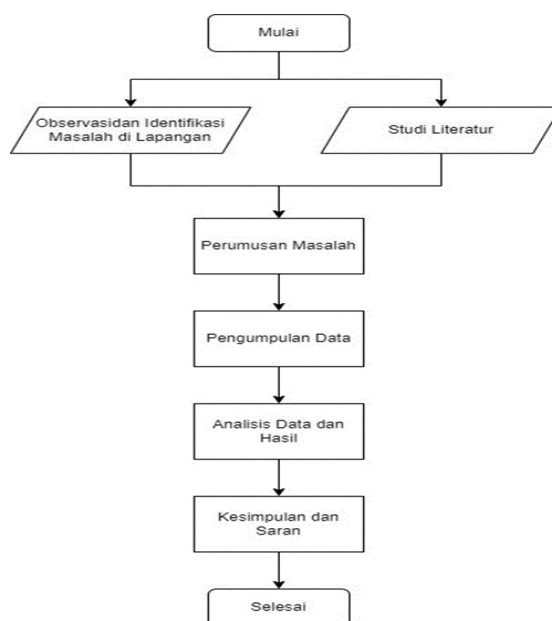 Mulai
Observasidan Identifikasi
Masalah di Lapangan
Studi Literatur
Perumusan Masalah
Pengumpulan Data
Analisis Data dan
Hasil
Kesimpulan dan
Saran
Selesai